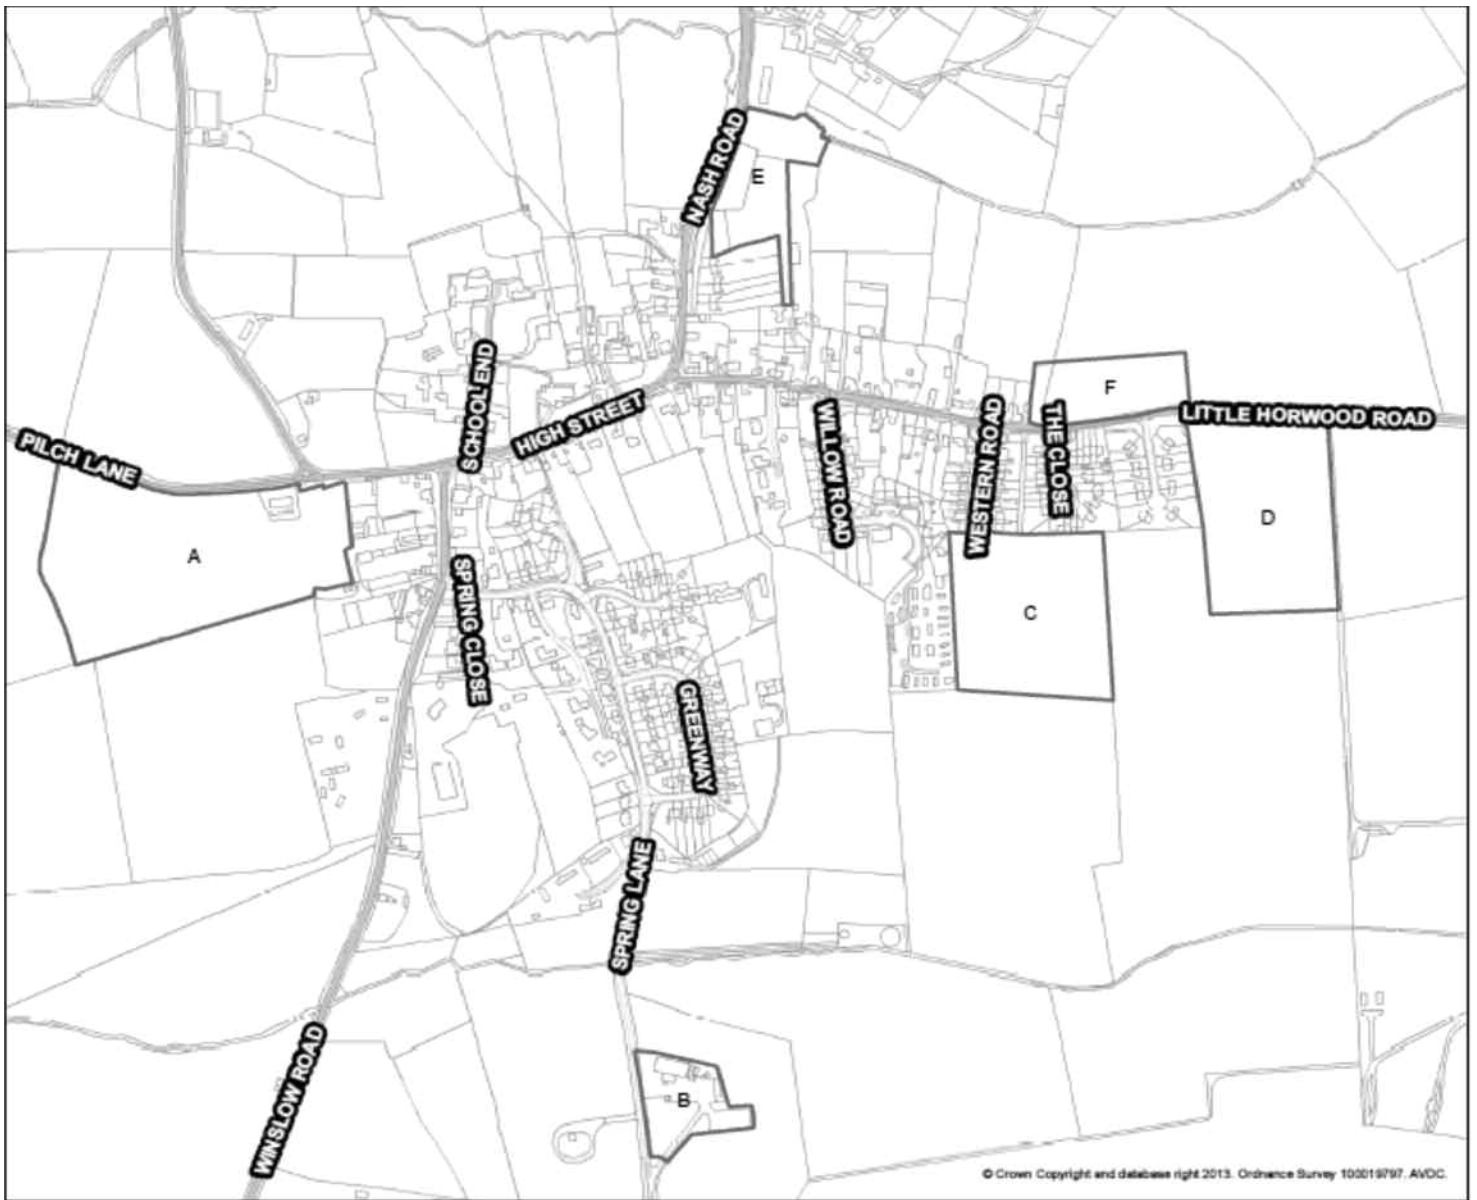 NASH ROAD
E
SCHOOL END
HIGH STREET
F
LITTLE HORWOOD ROAD
PILCH LANE
WILLOW ROAD
WESTERN ROAD
THE CLOSE
D
A
SPRING CLOSE
C
GREENWAY
SPRING LANE
WINSLOW ROAD
B
© Crown Copyright and database right 2013. Ordnance Survey 100019797. AVDC.